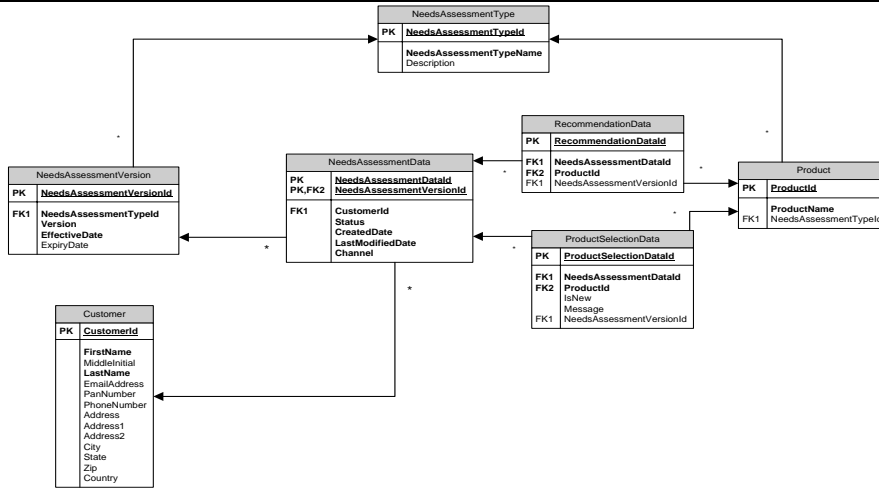 NeedsAssessmentType
PK NeedsAssessmentTypeId
NeedsAssessmentTypeName
Description
RecommendationData
PK RecommendationDataId
FK1 NeedsAssessmentDataId
FK2 ProductId
FK1 NeedsAssessmentVersionId
NeedsAssessmentVersion
PK NeedsAssessmentVersionId
FK1 NeedsAssessmentTypeId
Version
EffectiveDate
ExpiryDate
NeedsAssessmentData
PK NeedsAssessmentDataId
PK,FK2 NeedsAssessmentVersionId
FK1 CustomerId
Status
CreatedDate
LastModifiedDate
Channel
Product
PK ProductId
ProductName
FK1 NeedsAssessmentTypeId
ProductSelectionData
PK ProductSelectionDataId
FK1 NeedsAssessmentDataId
FK2 ProductId
IsNew
Message
FK1 NeedsAssessmentVersionId
Customer
PK CustomerId
FirstName
MiddleInitial
LastName
EmailAddress
PanNumber
PhoneNumber
Address
Address1
Address2
City
State
Zip
Country